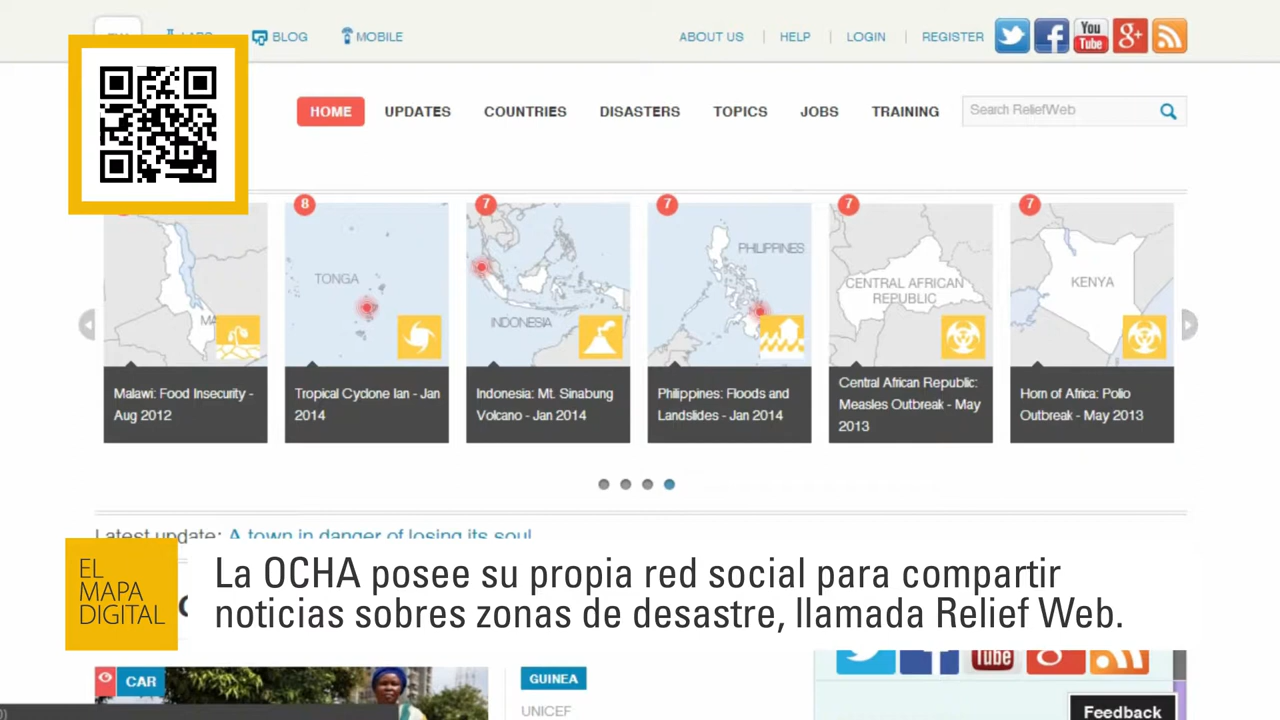 BLOG
MOBILE
ABOUT US
HELP
LOGIN
REGISTER
You
Tube
g+
HOME
UPDATES
COUNTRIES
DISASTERS
TOPICS
JOBS
TRAINING
Search ReliefWeb
8
7
7
7
7
TONGA
INDONESIA
PHILIPPINES
CENTRAL AFRICAN
REPUBLIC
KENYA
Malawi: Food Insecurity -
Aug 2012
Tropical Cyclone Ian - Jan
2014
Indonesia: Mt. Sinabung
Volcano - Jan 2014
Philippines: Floods and
Landslides - Jan 2014
Central African Republic:
Measles Outbreak - May
2013
Horn of Africa: Polio
Outbreak - May 2013
Latest update: A town in danger of losing its soul
EL
MAPA
DIGITAL
La OCHA posee su propia red social para compartir
noticias sobres zonas de desastre, llamada Relief Web.
CAR
GUINEA
UNICEF
Tube
Feedback